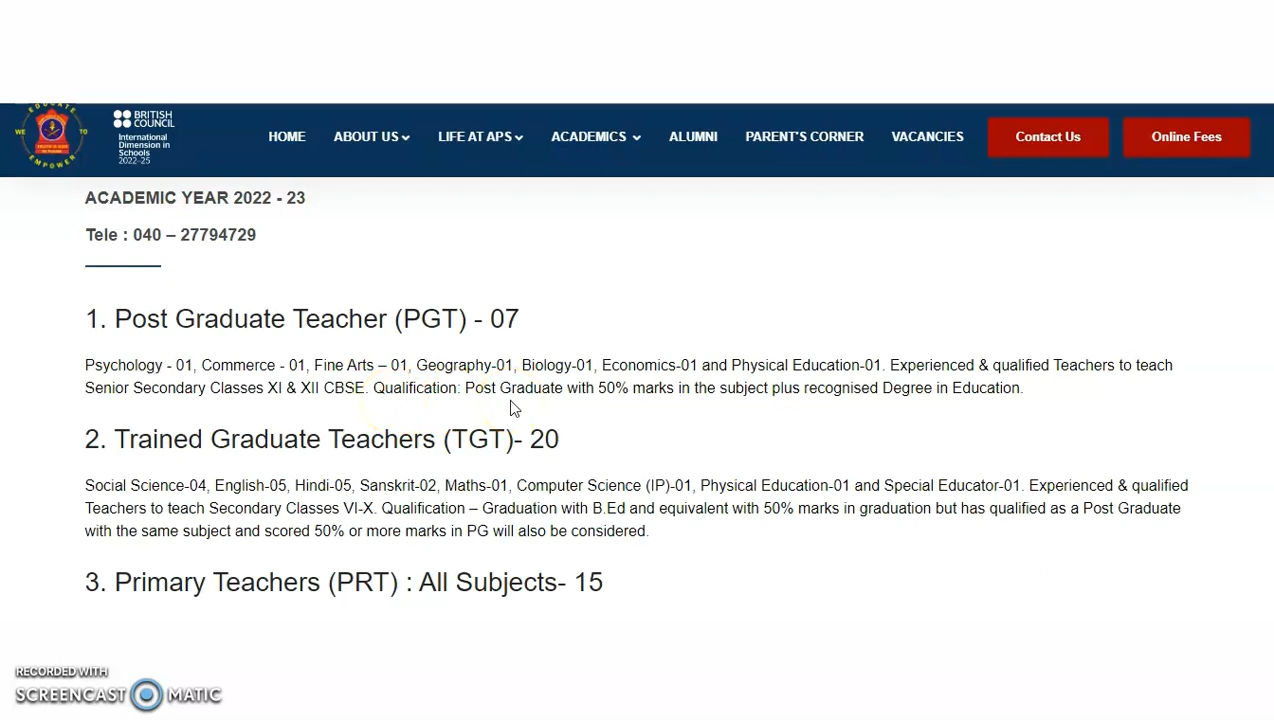 EDUCATE
WE TO
EMPOWER
BRITISH
COUNCIL
International
Dimension in
Schools
2022-25
HOME ABOUT US LIFE AT APS ACADEMICS ALUMNI PARENT'S CORNER VACANCIES Contact Us Online Fees
ACADEMIC YEAR 2022 - 23
Tele : 040 – 27794729
1. Post Graduate Teacher (PGT) - 07
Psychology - 01, Commerce - 01, Fine Arts – 01, Geography-01, Biology-01, Economics-01 and Physical Education-01. Experienced & qualified Teachers to teach
Senior Secondary Classes XI & XII CBSE. Qualification: Post Graduate with 50% marks in the subject plus recognised Degree in Education.
2. Trained Graduate Teachers (TGT)- 20
Social Science-04, English-05, Hindi-05, Sanskrit-02, Maths-01, Computer Science (IP)-01, Physical Education-01 and Special Educator-01. Experienced & qualified
Teachers to teach Secondary Classes VI-X. Qualification – Graduation with B.Ed and equivalent with 50% marks in graduation but has qualified as a Post Graduate
with the same subject and scored 50% or more marks in PG will also be considered.
3. Primary Teachers (PRT) : All Subjects- 15
RECORDED WITH
SCREENCAST MATIC